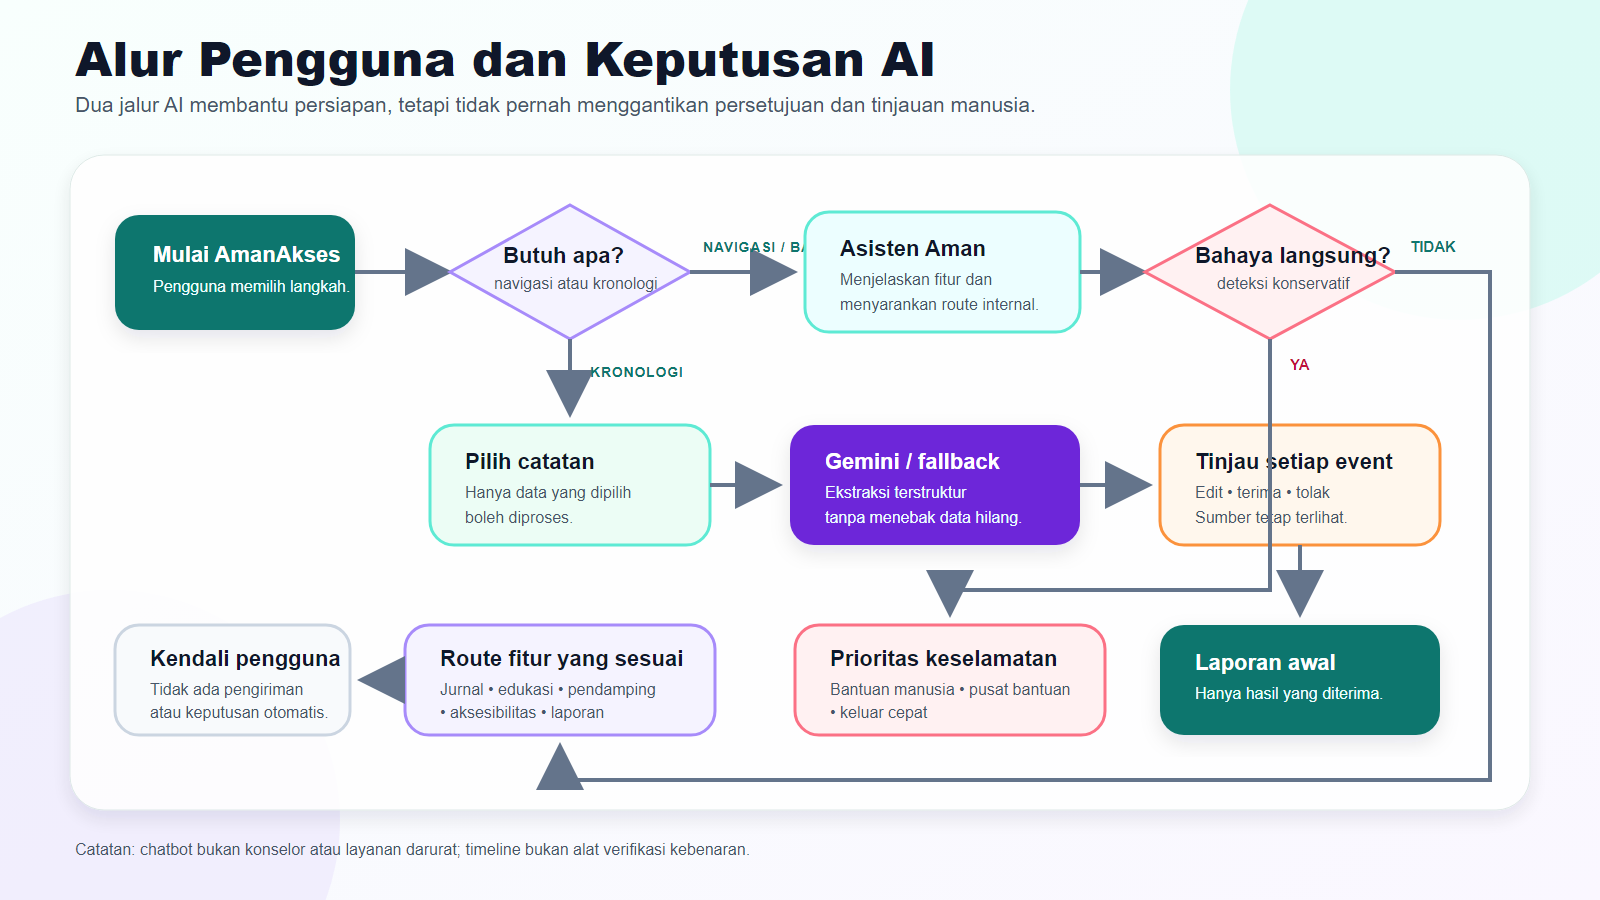 Alur Pengguna dan Keputusan AI
Dua jalur AI membantu persiapan, tetapi tidak pernah menggantikan persetujuan dan tinjauan manusia.
Mulai AmanAkses
Pengguna memilih langkah.
Butuh apa?
navigasi atau kronologi
NAVIGASI /
Asisten Aman
Menjelaskan fitur dan
menyarankan route internal.
Bahaya langsung?
deteksi konservatif
TIDAK
KRONOLOGI
YA
Pilih catatan
Hanya data yang dipilih
boleh diproses.
Gemini / fallback
Ekstraksi terstruktur
tanpa menebak data hilang.
Tinjau setiap event
Edit • terima • tolak
Sumber tetap terlihat.
Kendali pengguna
Tidak ada pengiriman
atau keputusan otomatis.
Route fitur yang sesuai
Jurnal • edukasi • pendamping
• aksesibilitas • laporan
Prioritas keselamatan
Bantuan manusia • pusat bantuan
• keluar cepat
Laporan awal
Hanya hasil yang diterima.
Catatan: chatbot bukan konselor atau layanan darurat; timeline bukan alat verifikasi kebenaran.